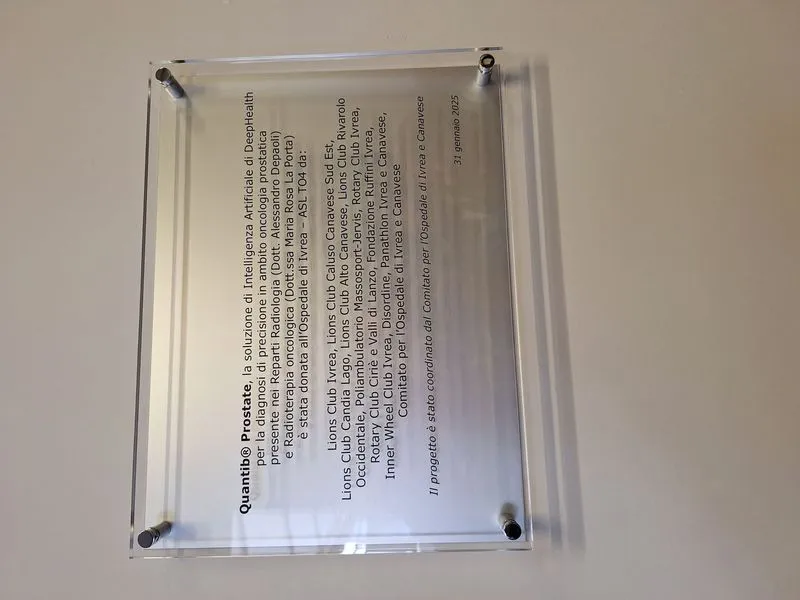 Quantib® Prostate, la soluzione di Intelligenza Artificiale di DeepHealth
per la diagnosi di precisione in ambito oncologia prostatica
presente nei Reparti Radiologia (Dott. Alessandro Depaoli)
e Radioterapia oncologica (Dott.ssa Maria Rosa La Porta)
è stata donata all'Ospedale di Ivrea – ASL TO4 da:
Lions Club Ivrea, Lions Club Caluso Canavese Sud Est,
Lions Club Candia Lago, Lions Club Alto Canavese, Lions Club Rivarolo
Occidentale, Poliambulatorio Massosport-Jervis, Rotary Club Ivrea,
Rotary Club Ciriè e Valli di Lanzo, Fondazione Ruffini Ivrea,
Inner Wheel Club Ivrea, Disordine, Panathlon Ivrea e Canavese,
Comitato per l'Ospedale di Ivrea e Canavese
Il progetto è stato coordinato dal Comitato per l'Ospedale di Ivrea e Canavese
31 gennaio 2025